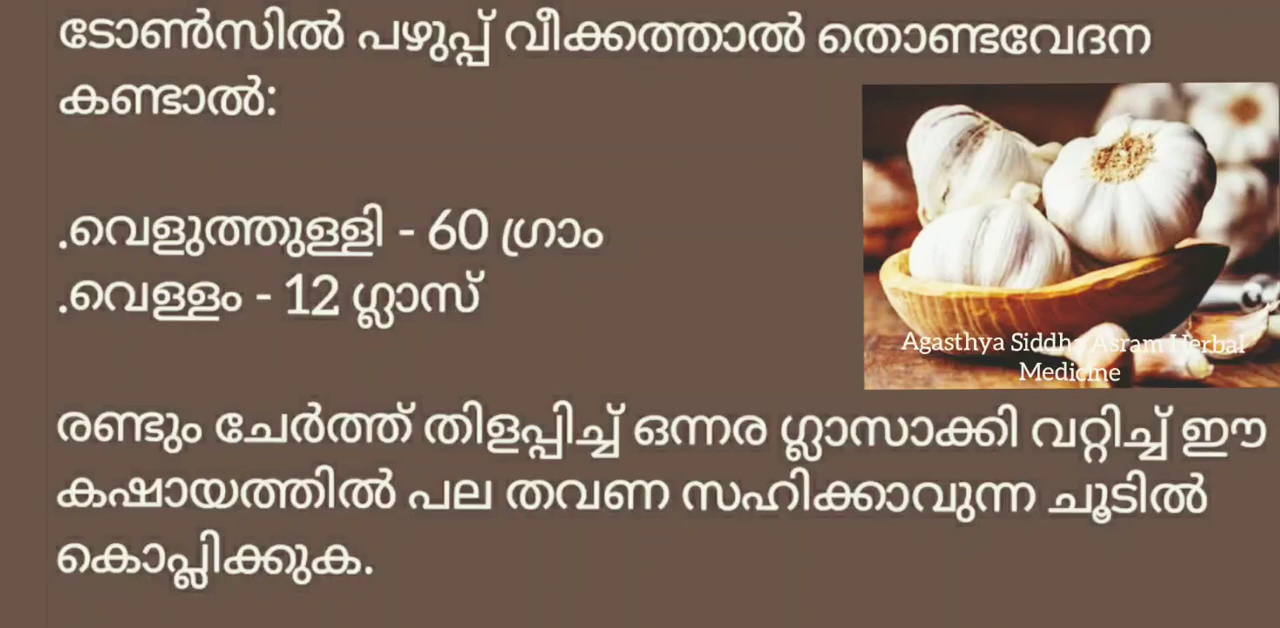 ടോൺസിൽ പഴുപ്പ് വീക്കത്താൽ തൊണ്ടവേദന
കണ്ടാൽ:
.വെളുത്തുള്ളി - 60 ഗ്രാം
.വെള്ളം - 12 ഗ്ലാസ്
Agasthya Siddha Asram Herbal
Medicine
രണ്ടും ചേർത്ത് തിളപ്പിച്ച് ഒന്നര ഗ്ലാസാക്കി വറ്റിച്ച് ഈ
കഷായത്തിൽ പല തവണ സഹിക്കാവുന്ന ചൂടിൽ
കൊപ്ലിക്കുക.